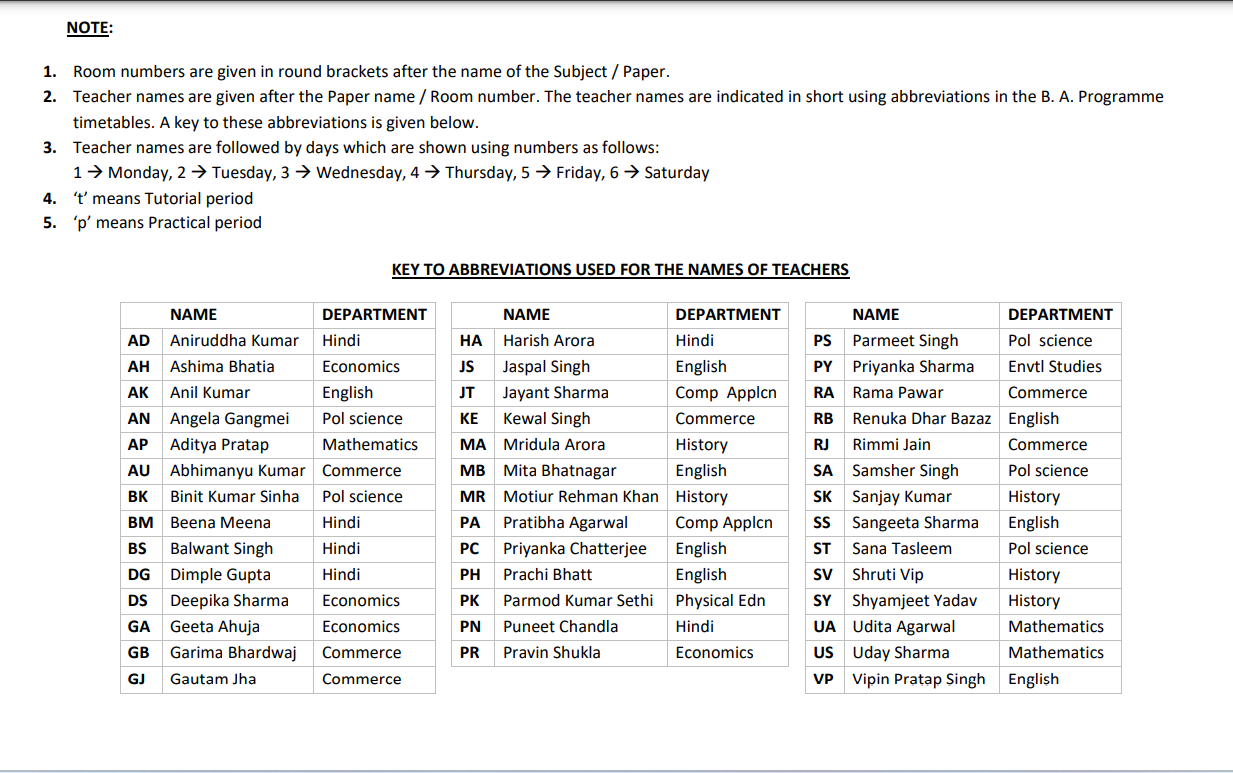 NOTE:
1. Room numbers are given in round brackets after the name of the Subject / Paper.
2. Teacher names are given after the Paper name / Room number. The teacher names are indicated in short using abbreviations in the B. A. Programme
timetables. A key to these abbreviations is given below.
3. Teacher names are followed by days which are shown using numbers as follows:
1 → Monday, 2 → Tuesday, 3 → Wednesday, 4 → Thursday, 5 → Friday, 6 → Saturday
4. ‘t’ means Tutorial period
5. ‘p’ means Practical period
KEY TO ABBREVIATIONS USED FOR THE NAMES OF TEACHERS
NAME DEPARTMENT
AD Aniruddha Kumar Hindi
AH Ashima Bhatia Economics
AK Anil Kumar English
AN Angela Gangmei Pol science
AP Aditya Pratap Mathematics
AU Abhimanyu Kumar Commerce
BK Binit Kumar Sinha Pol science
BM Beena Meena Hindi
BS Balwant Singh Hindi
DG Dimple Gupta Hindi
DS Deepika Sharma Economics
GA Geeta Ahuja Economics
GB Garima Bhardwaj Commerce
GJ Gautam Jha Commerce
NAME DEPARTMENT
HA Harish Arora Hindi
JS Jaspal Singh English
JT Jayant Sharma Comp Applcn
KE Kewal Singh Commerce
MA Mridula Arora History
MB Mita Bhatnagar English
MR Motiur Rehman Khan History
PA Pratibha Agarwal Comp Applcn
PC Priyanka Chatterjee English
PH Prachi Bhatt English
PK Parmod Kumar Sethi Physical Edn
PN Puneet Chandla Hindi
PR Pravin Shukla Economics
NAME DEPARTMENT
PS Parmeet Singh Pol science
PY Priyanka Sharma Envtl Studies
RA Rama Pawar Commerce
RB Renuka Dhar Bazaz English
RJ Rimmi Jain Commerce
SA Samsher Singh Pol science
SK Sanjay Kumar History
SS Sangeeta Sharma English
ST Sana Tasleem Pol science
SV Shruti Vip History
SY Shyamjeet Yadav History
UA Udita Agarwal Mathematics
US Uday Sharma Mathematics
VP Vipin Pratap Singh English